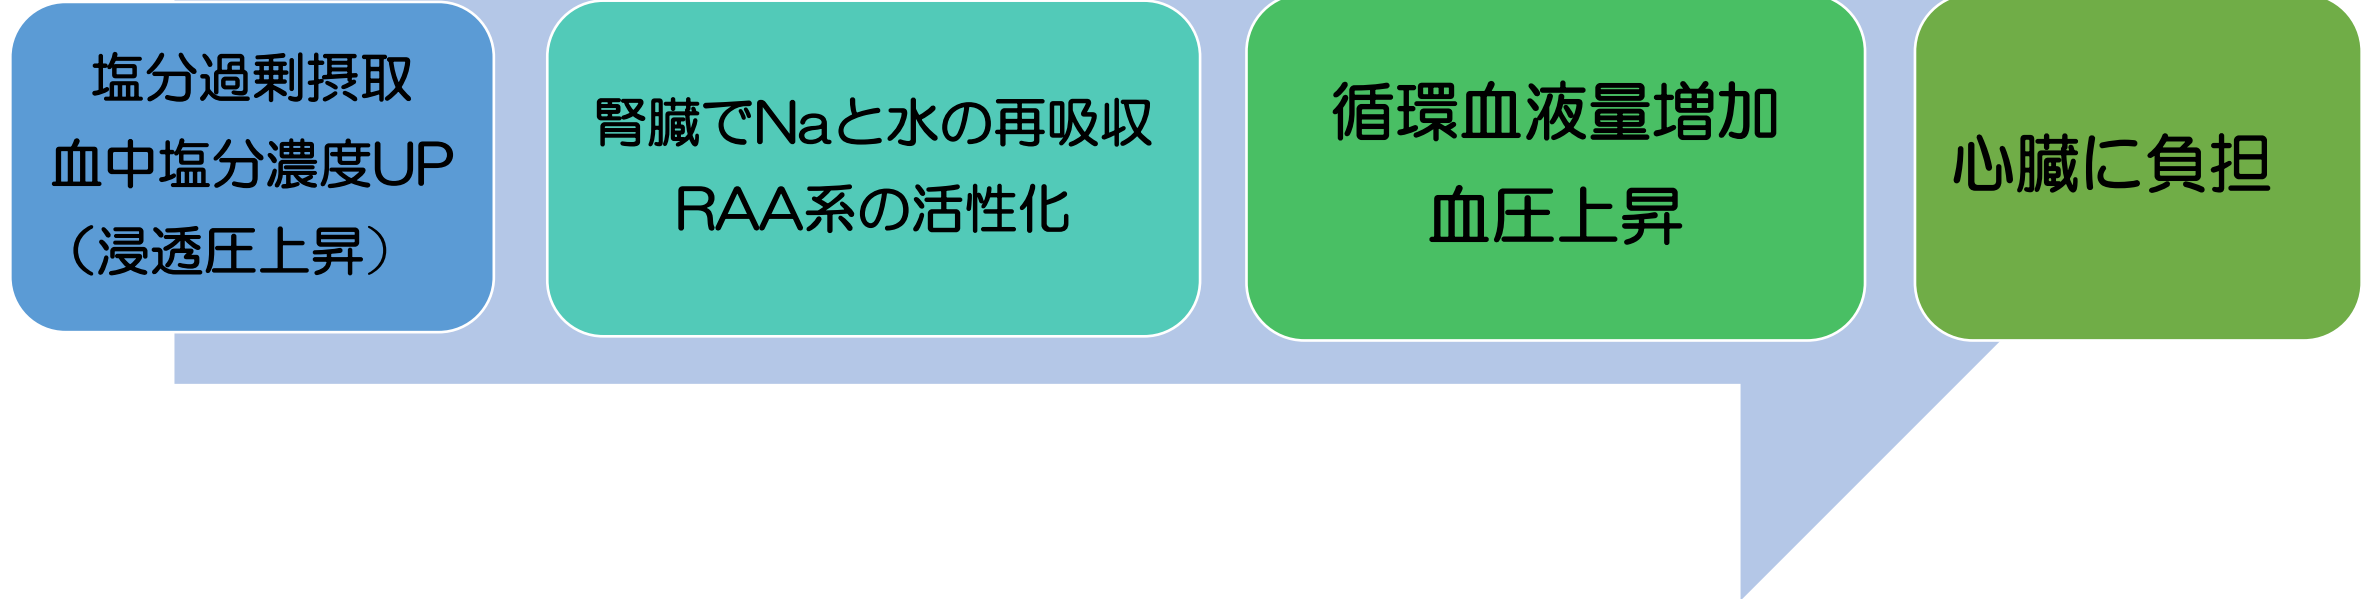 塩分過剰摂取
血中塩分濃度UP
（浸透圧上昇）
腎臓でNaと水の再吸収
RAA系の活性化
循環血液量増加
血圧上昇
心臓に負担